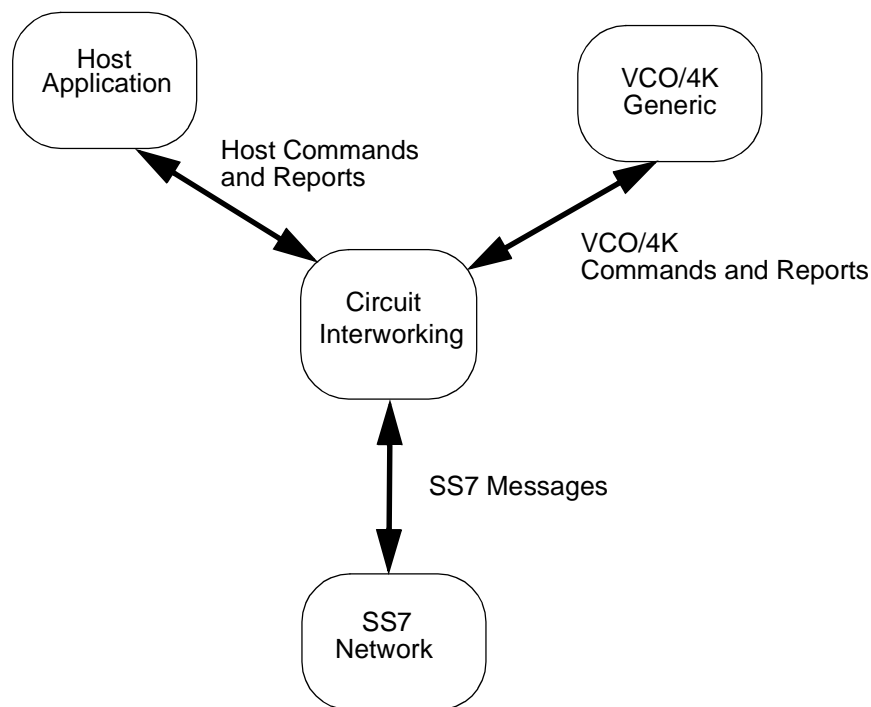 Host
Application
VCO/4K
Generic
Host Commands
and Reports
VCO/4K
Commands and Reports
Circuit
Interworking
SS7 Messages
SS7
Network